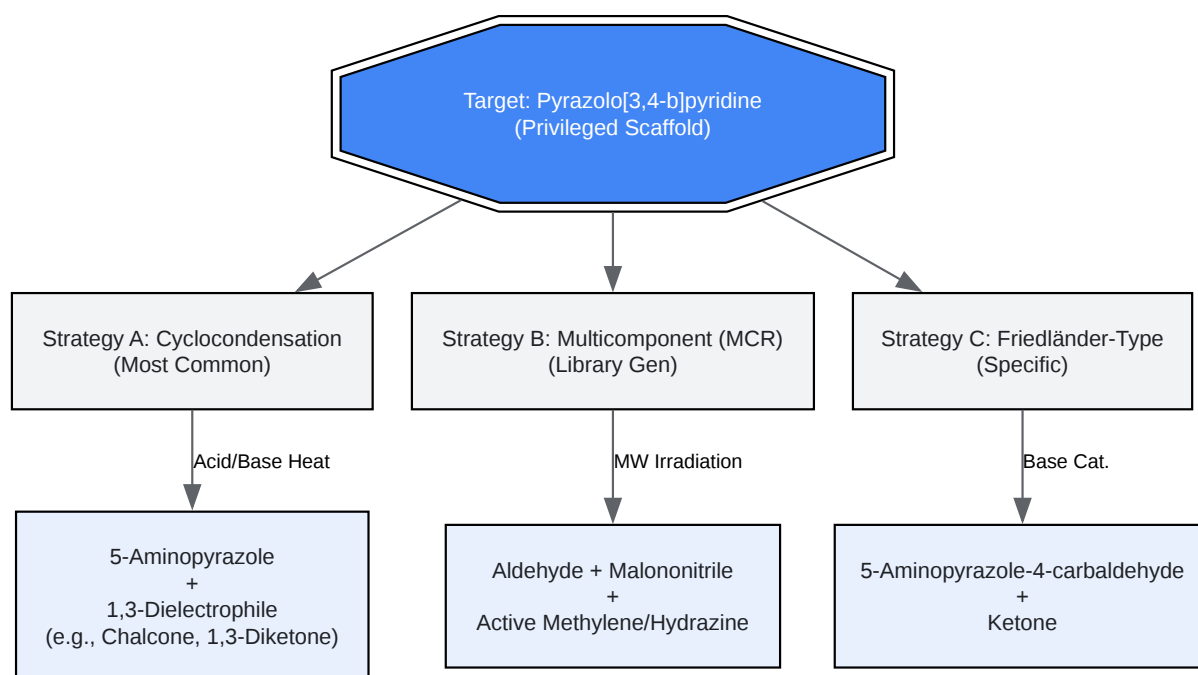 Target: Pyrazolo[3,4-b]pyridine
(Privileged Scaffold)
Strategy A: Cyclocondensation
(Most Common)
Strategy B: Multicomponent (MCR)
(Library Gen)
Strategy C: Friedländer-Type
(Specific)
Acid/Base Heat
MW Irradiation
Base Cat.
5-Aminopyrazole
+
1,3-Dielectrophile
(e.g., Chalcone, 1,3-Diketone)
Aldehyde + Malononitrile
+
Active Methylene/Hydrazine
5-Aminopyrazole-4-carbaldehyde
+
Ketone